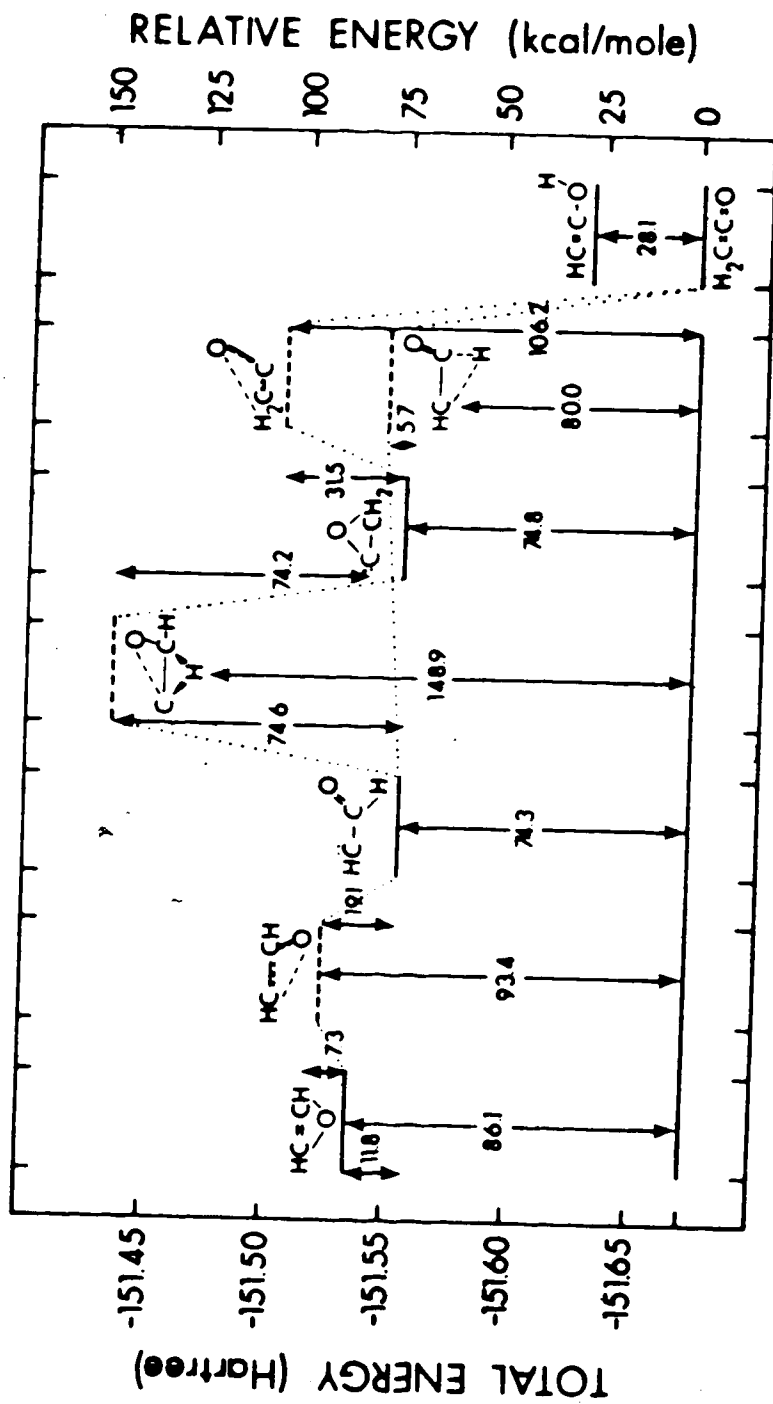 RELATIVE ENERGY (kcal/mole)
150
125
100
75
50
25
0
TOTAL ENERGY (Hartree)
-151.45
-151.50
-151.55
-151.60
-151.65
HC=CH
O
11.8
86.1
7.3
HC=CH
O
93.4
19.1
HC-C
O
H
74.3
74.6
O
C-C-H
H
148.9
74.2
O
C-CH2
74.8
31.5
5.7
H2C=C
O
HC-C
O
H
80.0
106.2
H
HC≡C-O
28.1
H2C=C=O